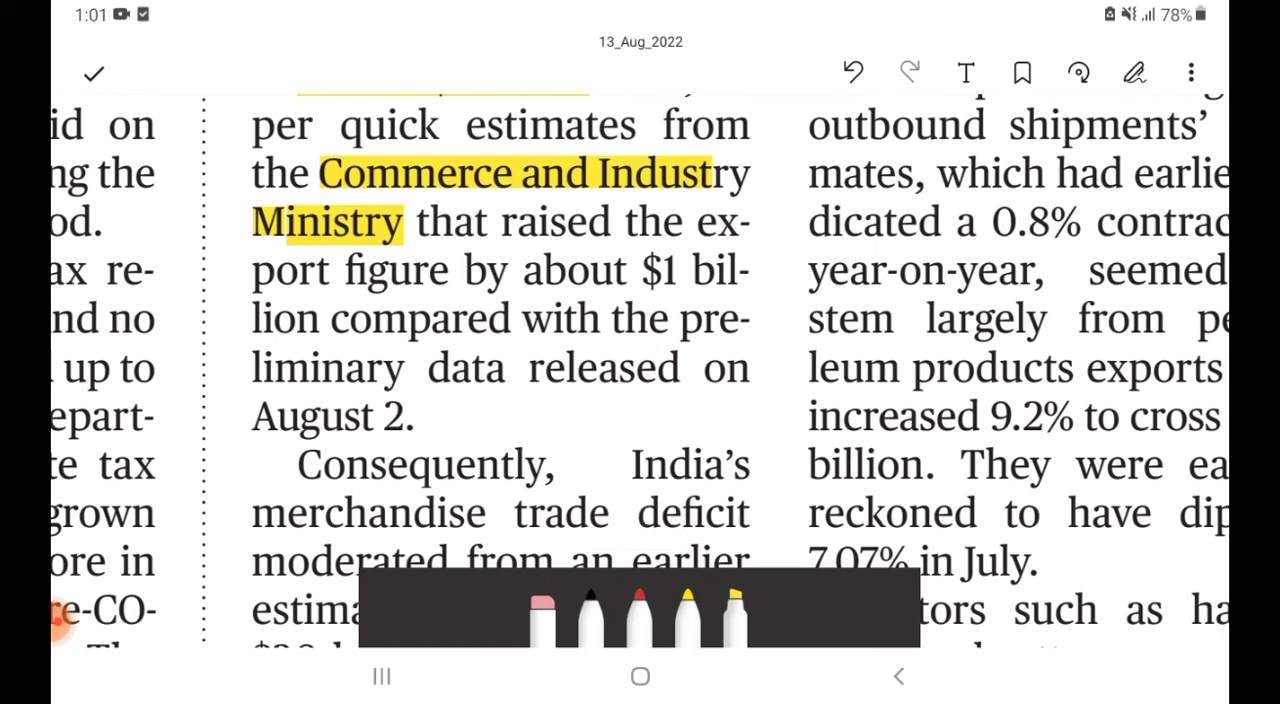 1:01
78%
13_Aug_2022
T
id on
ng the
od.
ax re-
nd no
up to
epart-
te tax
grown
ore in
re-CO-
per quick estimates from
the Commerce and Industry
Ministry that raised the ex-
port figure by about $1 bil-
lion compared with the pre-
liminary data released on
August 2.
Consequently, India's
merchandise trade deficit
moderated from an earlier
estima
outbound shipments'
mates, which had earlie
dicated a 0.8% contrac
year-on-year, seemed
stem largely from pe
leum products exports
increased 9.2% to cross
billion. They were ea
reckoned to have dip
7.07% in July.
tors such as ha